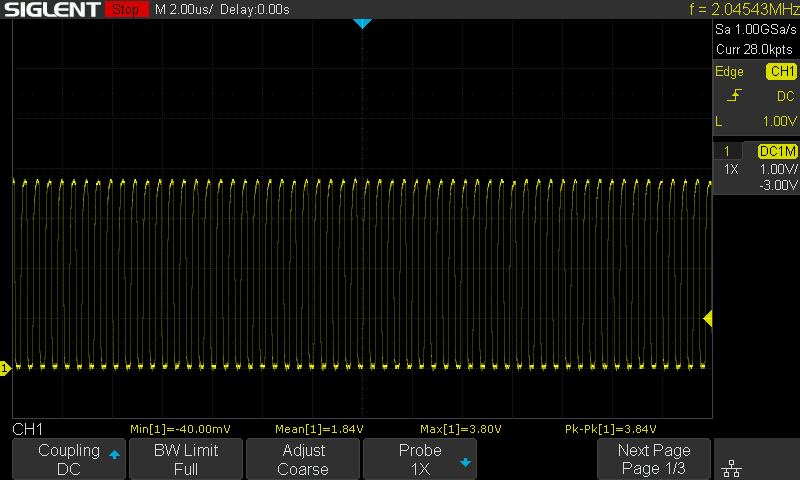 SIGLENT Stop M 2.00us/ Delay:0.00s f = 2.04543MHz
Sa 1.00GSa/s
Curr 28.0kpts
Edge CH1
DC
L 1.00V
1 DC1M
1X 1.00V/
-3.00V
1
CH1 Min[1]=-40.00mV Mean[1]=1.84V Max[1]=3.80V Pk-Pk[1]=3.84V
Coupling BW Limit Adjust Probe Next Page
DC Full Coarse 1X Page 1/3